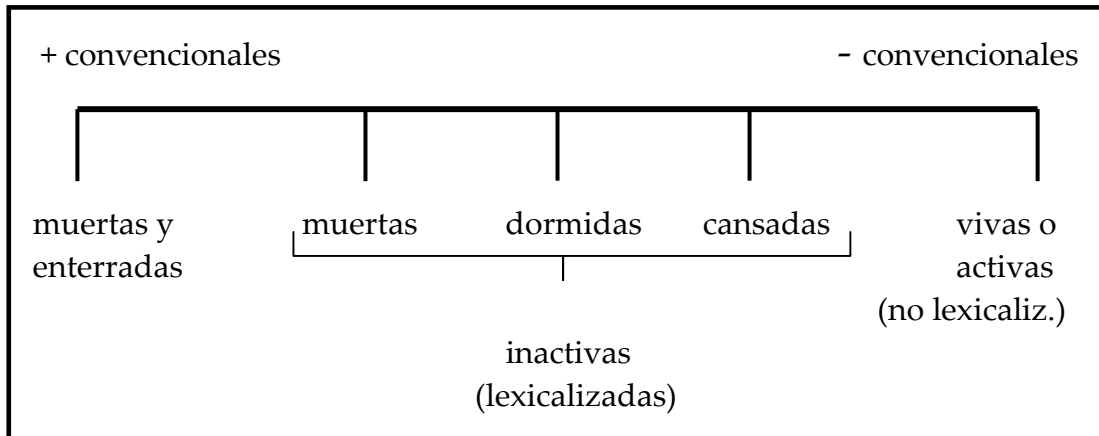 + convencionales - convencionales
muertas y muertas dormidas cansadas vivas o
enterradas activas
(no lexicaliz.)
inactivas
(lexicalizadas)